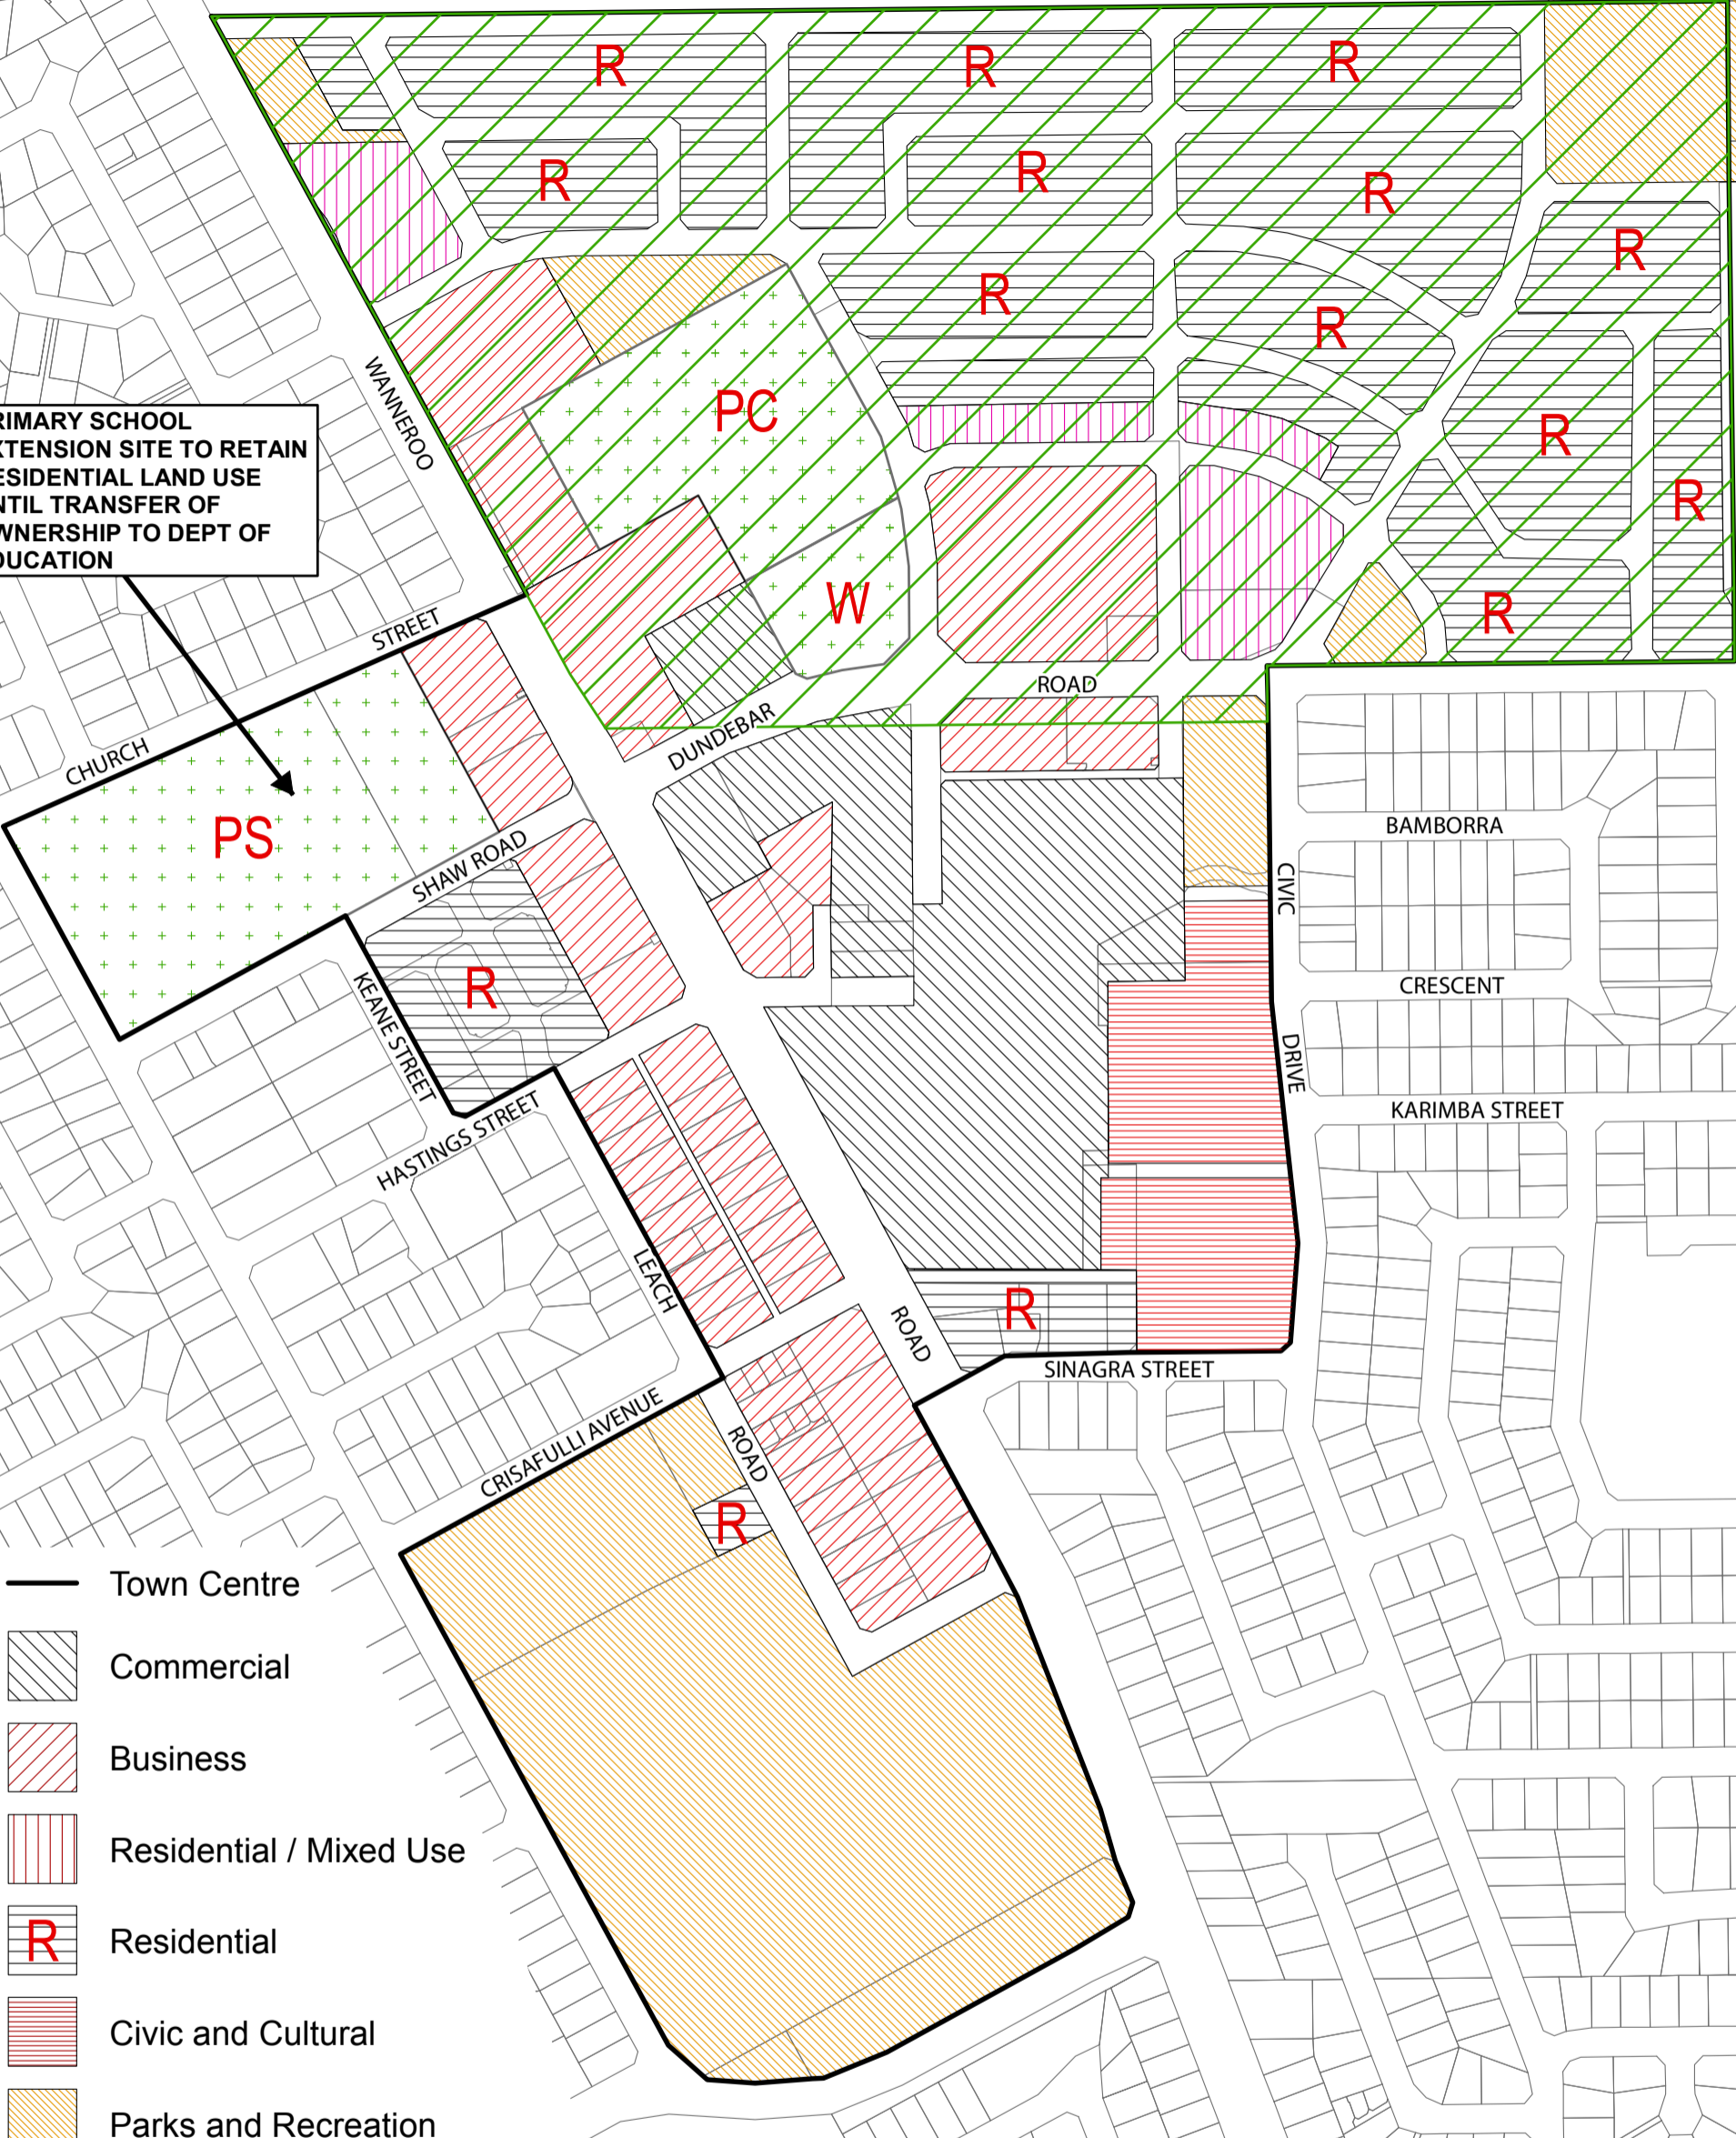 R
R
R
R
R
R
R
R
R
R
R
R
R
PC
W
WANNEROO
RIMARY SCHOOL
XTENSION SITE TO RETAIN
ESIDENTIAL LAND USE
NTIL TRANSFER OF
WNERSHIP TO DEPT OF
DUCATION
STREET
CHURCH
ROAD
DUNDEBAR
PS
SHAW ROAD
BAMBORRA
CIVIC
CRESCENT
R
KEANE STREET
DRIVE
KARIMBA STREET
HASTINGS STREET
LEACH
R
ROAD
SINAGRA STREET
CRISAFULLI AVENUE
ROAD
R
Town Centre
Commercial
Business
Residential / Mixed Use
R Residential
Civic and Cultural
Parks and Recreation